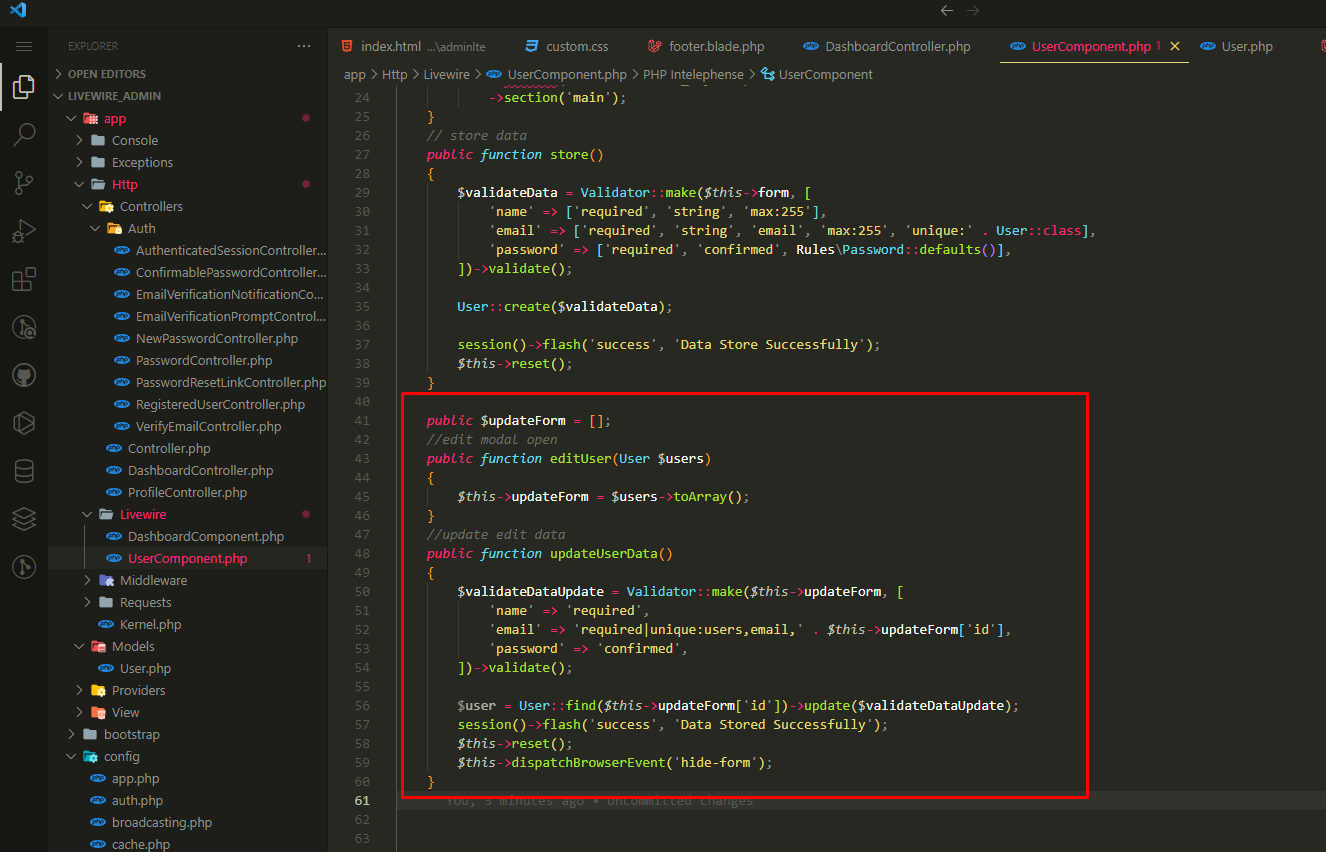 EXPLORER ···
OPEN EDITORS
LIVEWIRE_ADMIN
app
Console
Exceptions
Http
Controllers
Auth
AuthenticatedSessionController...
ConfirmablePasswordController...
EmailVerificationNotificationCo...
EmailVerificationPromptControl...
NewPasswordController.php
PasswordController.php
PasswordResetLinkController.php
RegisteredUserController.php
VerifyEmailController.php
Controller.php
DashboardController.php
ProfileController.php
Livewire
DashboardComponent.php
UserComponent.php 1
Middleware
Requests
Kernel.php
Models
User.php
Providers
View
bootstrap
config
app.php
auth.php
broadcasting.php
cache.php
index.html ...\adminlte custom.css footer.blade.php DashboardController.php UserComponent.php 1 User.php
app > Http > Livewire > UserComponent.php > PHP Intelephense > UserComponent
24 ->section('main');
25 }
26 // store data
27 public function store()
28 {
29 $validateData = Validator::make($this->form, [
30 'name' => ['required', 'string', 'max:255'],
31 'email' => ['required', 'string', 'email', 'max:255', 'unique:' . User::class],
32 'password' => ['required', 'confirmed', Rules\Password::defaults()],
33 ])->validate();
34
35 User::create($validateData);
36
37 session()->flash('success', 'Data Store Successfully');
38 $this->reset();
39 }
40
41 public $updateForm = [];
42 //edit modal open
43 public function editUser(User $users)
44 {
45 $this->updateForm = $users->toArray();
46 }
47 //update edit data
48 public function updateUserData()
49 {
50 $validateDataUpdate = Validator::make($this->updateForm, [
51 'name' => 'required',
52 'email' => 'required|unique:users,email,' . $this->updateForm['id'],
53 'password' => 'confirmed',
54 ])->validate();
55
56 $user = User::find($this->updateForm['id'])->update($validateDataUpdate);
57 session()->flash('success', 'Data Stored Successfully');
58 $this->reset();
59 $this->dispatchBrowserEvent('hide-form');
60 }
61 You, 3 minutes ago • Uncommitted changes
62
63